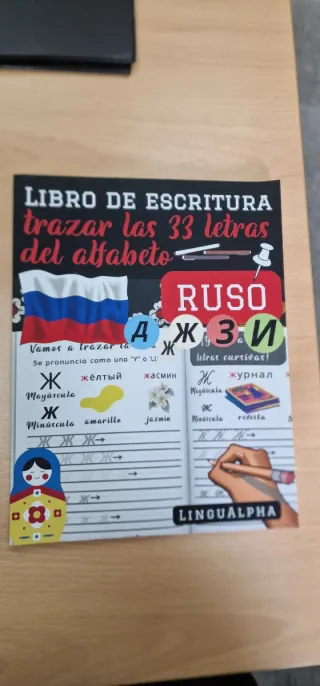 LIBRO DE ESCRITURA
trazar las 33 letras
del alfabeto
RUSO
Д Ж З И
Vamos a trazar la
Se pronuncia como una "Y" o 'LL
Ж
Mayúscula
жёлтый
amarillo
жасмин
jazmín
Ж
Minúscula
Ж Ж Ж
ж ж
letras cursivas!
Ж
Mayúscula
журнал
revista
Ж
Minúscula
LINGUALPHA